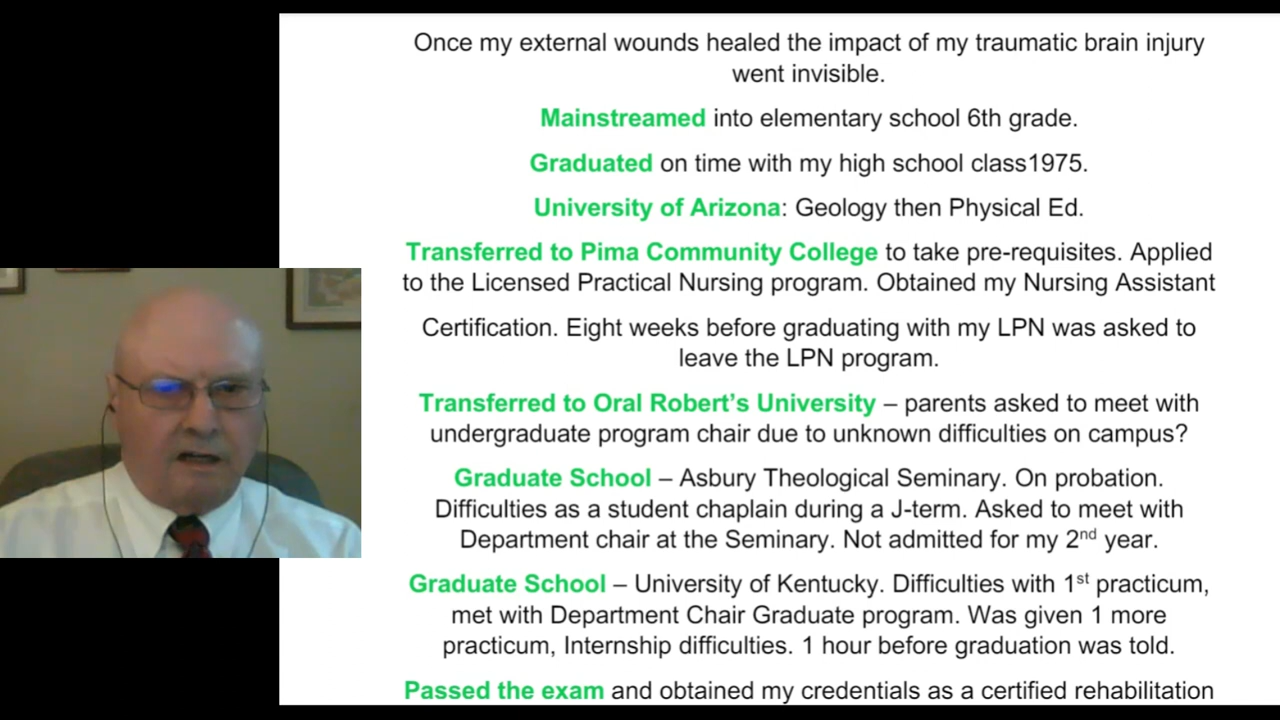 Once my external wounds healed the impact of my traumatic brain injury
went invisible.
Mainstreamed into elementary school 6th grade.
Graduated on time with my high school class1975.
University of Arizona: Geology then Physical Ed.
Transferred to Pima Community College to take pre-requisites. Applied
to the Licensed Practical Nursing program. Obtained my Nursing Assistant
Certification. Eight weeks before graduating with my LPN was asked to
leave the LPN program.
Transferred to Oral Robert’s University – parents asked to meet with
undergraduate program chair due to unknown difficulties on campus?
Graduate School – Asbury Theological Seminary. On probation.
Difficulties as a student chaplain during a J-term. Asked to meet with
Department chair at the Seminary. Not admitted for my 2nd year.
Graduate School – University of Kentucky. Difficulties with 1st practicum,
met with Department Chair Graduate program. Was given 1 more
practicum, Internship difficulties. 1 hour before graduation was told.
Passed the exam and obtained my credentials as a certified rehabilitation